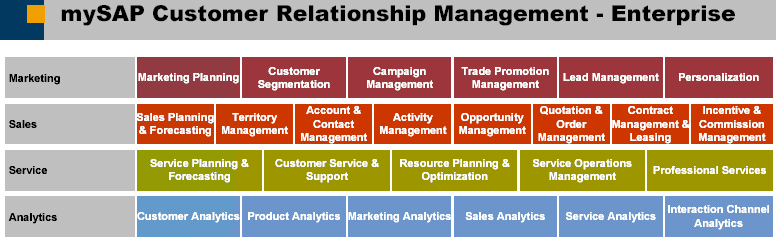 mySAP Customer Relationship Management - Enterprise
Marketing
Marketing Planning
Customer
Segmentation
Campaign
Management
Trade Promotion
Management
Lead Management
Personalization
Sales
Sales Planning
& Forecasting
Territory
Management
Account &
Contact
Management
Activity
Management
Opportunity
Management
Quotation &
Order
Management
Contract
Management &
Leasing
Incentive &
Commission
Management
Service
Service Planning &
Forecasting
Customer Service &
Support
Resource Planning &
Optimization
Service Operations
Management
Professional Services
Analytics
Customer Analytics
Product Analytics
Marketing Analytics
Sales Analytics
Service Analytics
Interaction Channel
Analytics